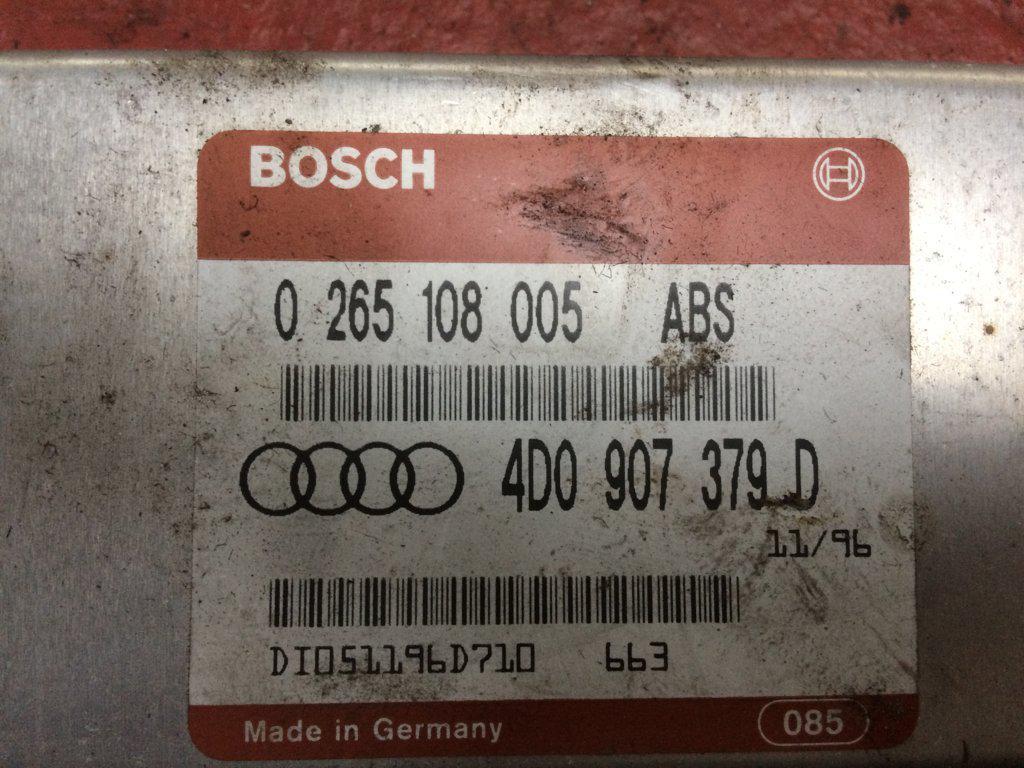 BOSCH
0 265 108 005 ABS
4D0 907 379 D
11/96
DI051196D710 663
Made in Germany 085